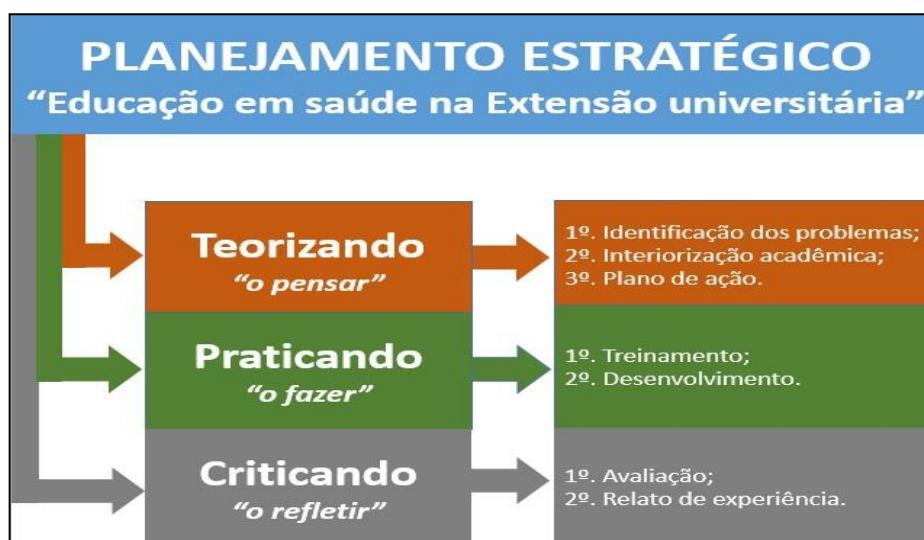 PLANEJAMENTO ESTRATÉGICO
“Educação em saúde na Extensão universitária”
Teorizando
“o pensar”
1º. Identificação dos problemas;
2º. Interiorização acadêmica;
3º. Plano de ação.
Praticando
“o fazer”
1º. Treinamento;
2º. Desenvolvimento.
Criticando
“o refletir”
1º. Avaliação;
2º. Relato de experiência.